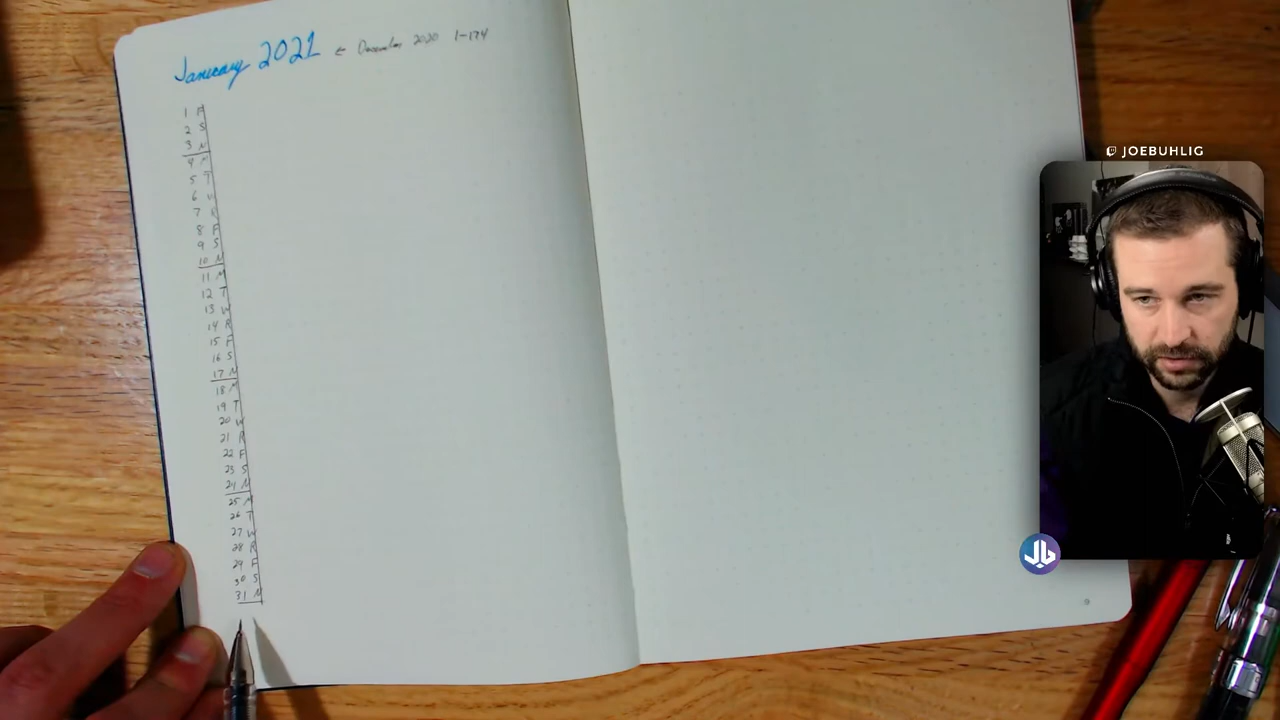 January 2021 ← December 2020 1-174
1 F
2 S
3 N
4 M
5 T
6 W
7 R
8 F
9 S
10 N
11 M
12 T
13 W
14 R
15 F
16 S
17 N
18 M
19 T
20 W
21 R
22 F
23 S
24 N
25 M
26 T
27 W
28 R
29 F
30 S
31 N
9
JOEBUHLIG